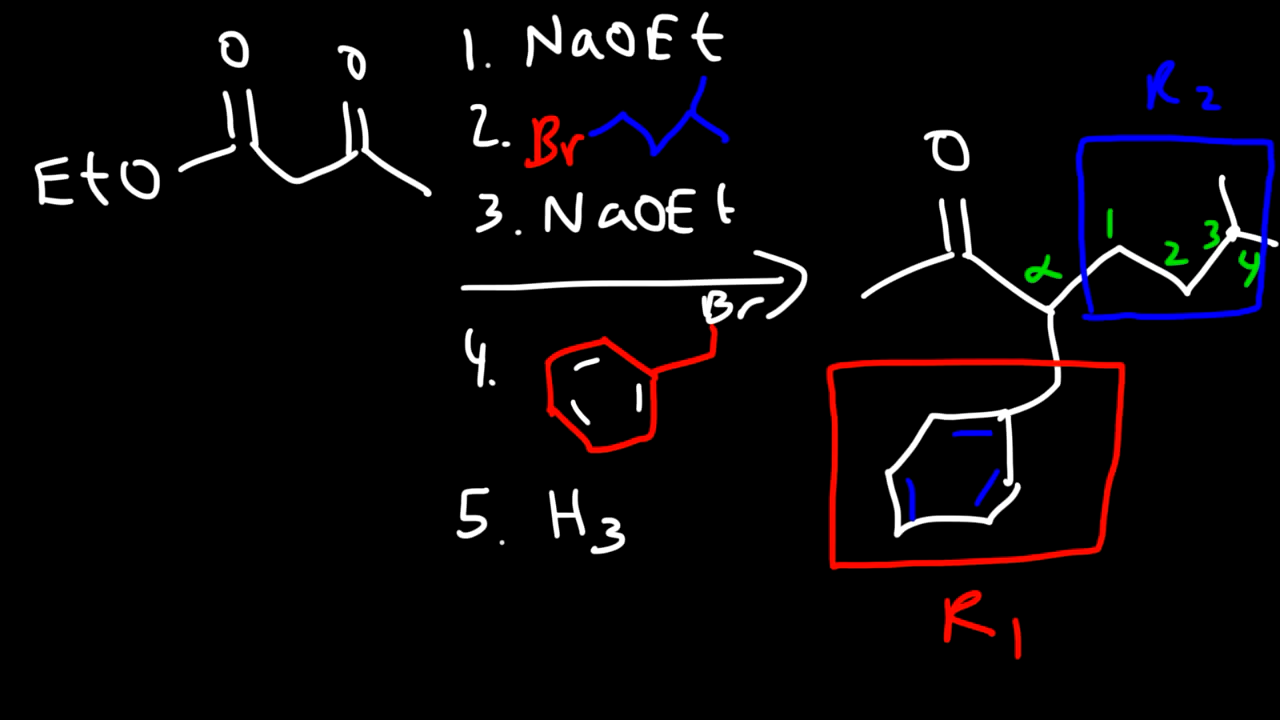 O O
EtO
1. NaOEt
2. Br
3. NaOEt
4. Br
5. H3
O
α 1 2 3 4
R2
R1